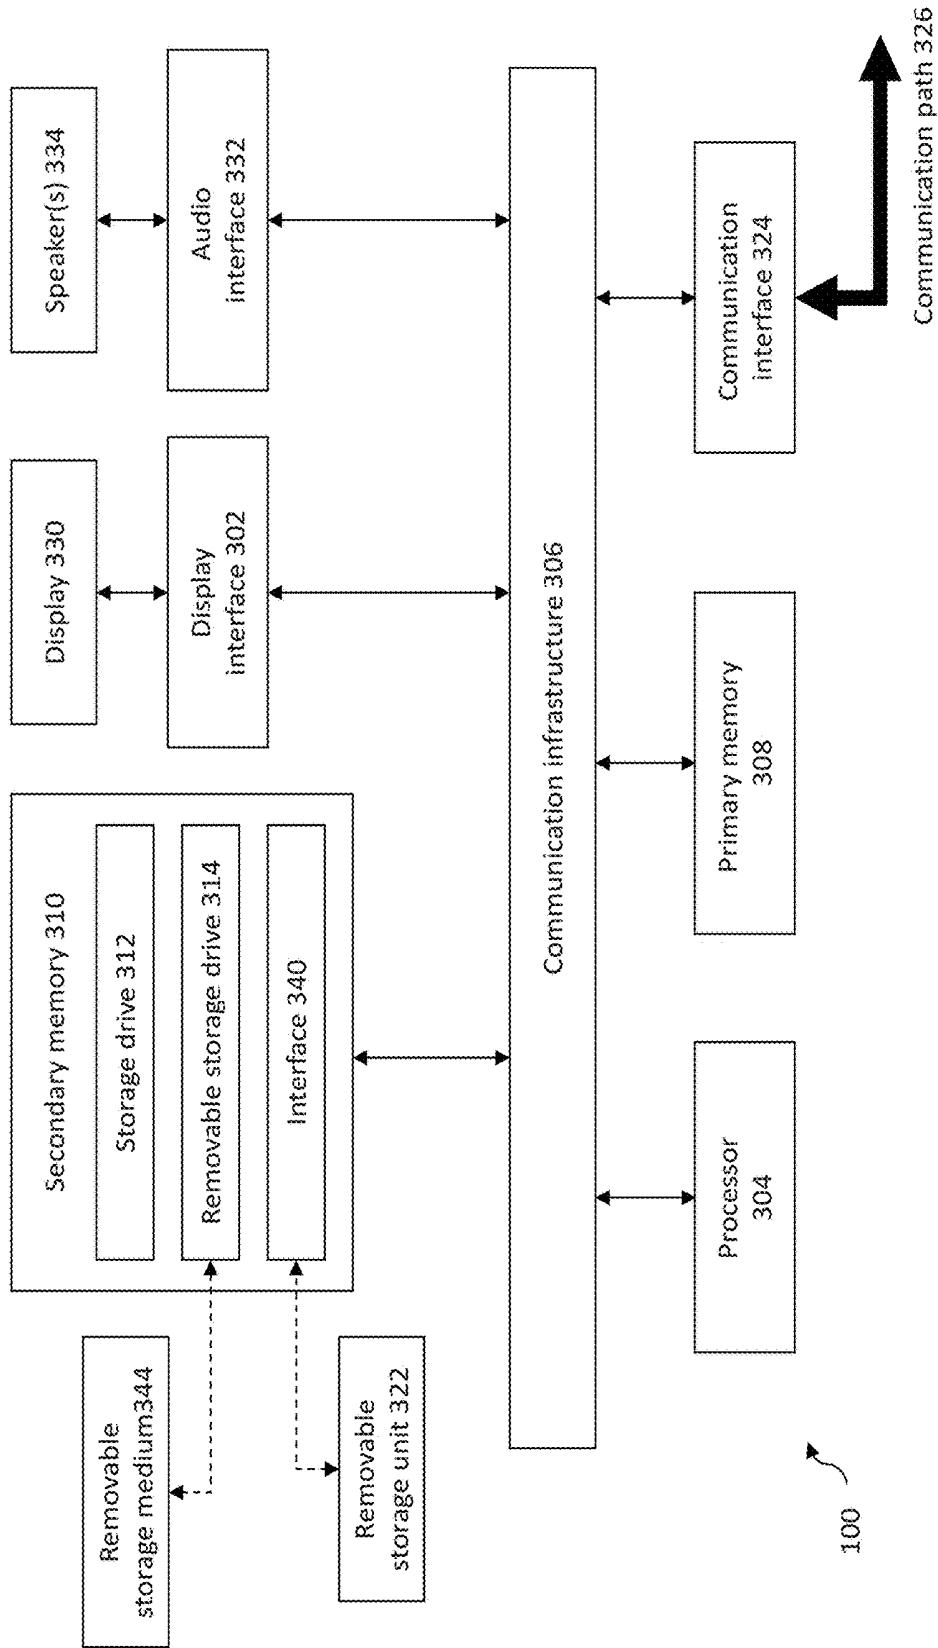 Removable
storage medium344
Removable
storage unit 322
Secondary memory 310
Storage drive 312
Removable storage drive 314
Interface 340
Display 330
Display
interface 302
Speaker(s) 334
Audio
interface 332
Communication infrastructure 306
Processor
304
Primary memory
308
Communication
interface 324
Communication path 326
100